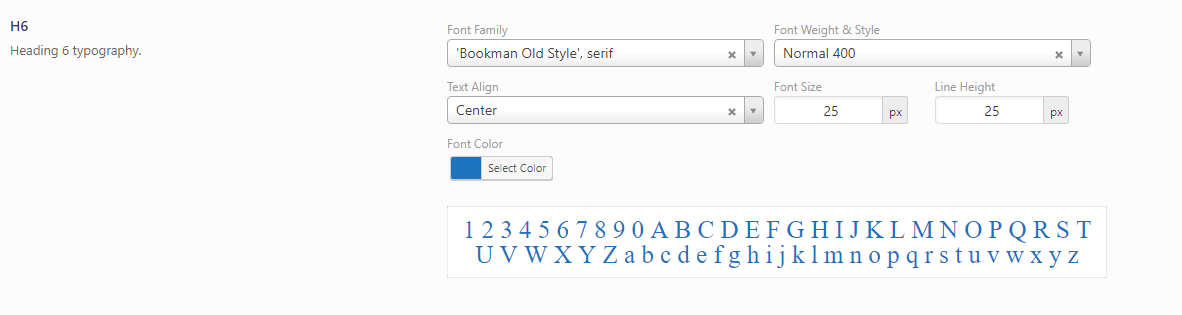 H6
Heading 6 typography.
Font Family
Font Weight & Style
'Bookman Old Style', serif
Normal 400
Text Align
Font Size
Line Height
Center
25 px
25 px
Font Color
Select Color
1 2 3 4 5 6 7 8 9 0 A B C D E F G H I J K L M N O P Q R S T
U V W X Y Z a b c d e f g h i j k l m n o p q r s t u v w x y z